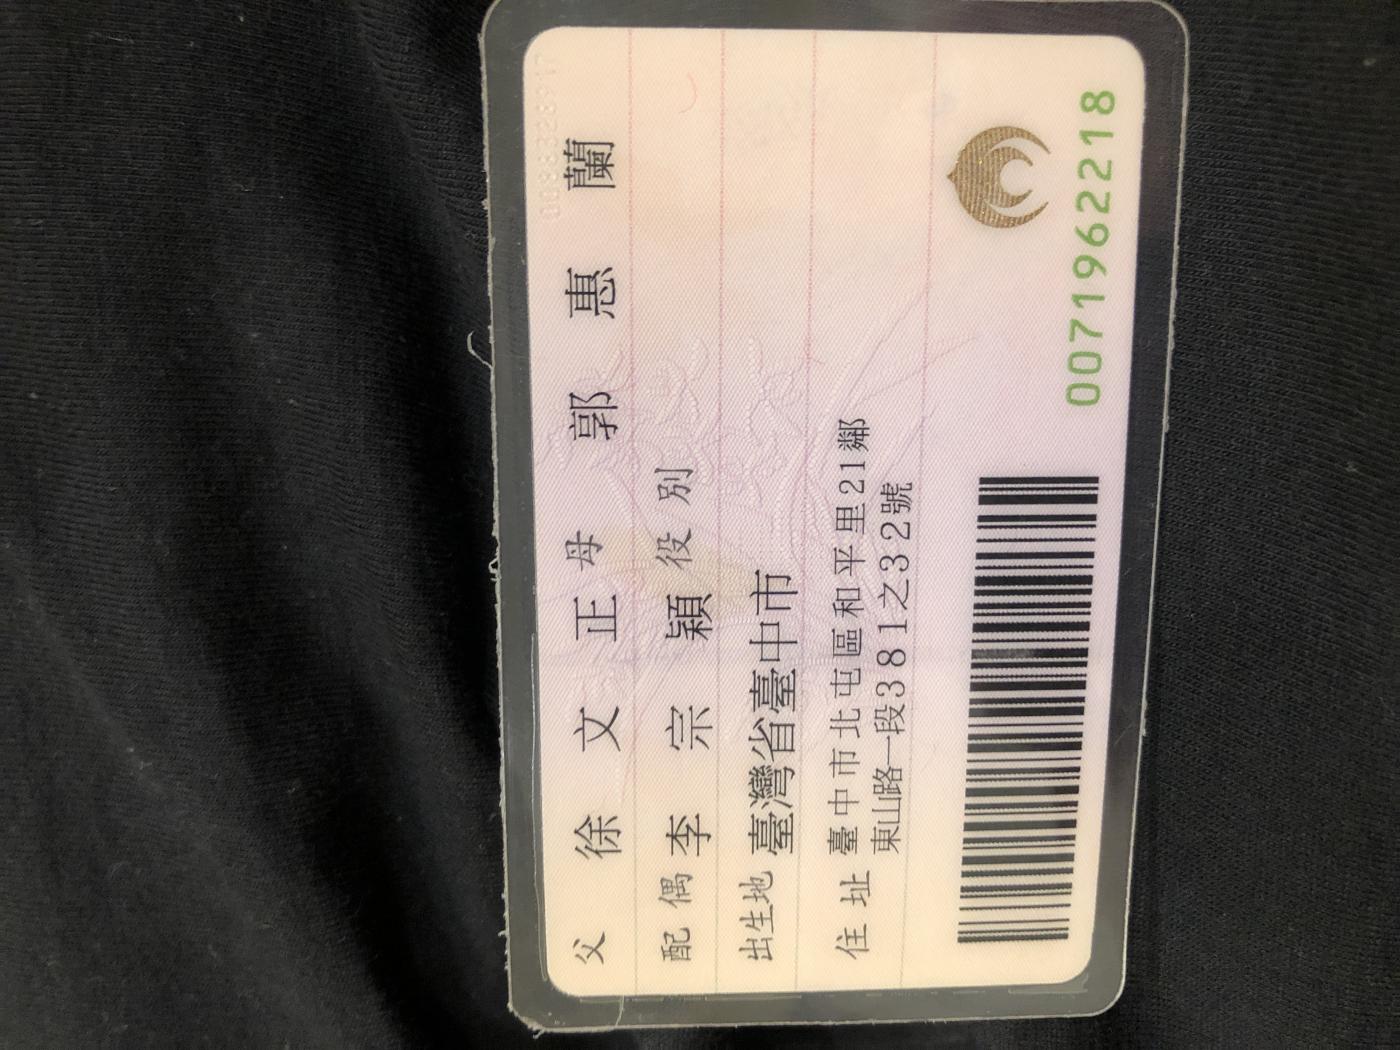 父 徐文正 母 郭惠蘭
配偶 李宗穎 役別
出生地 臺灣省臺中市
住址 臺中市北屯區和平里21鄰
東山路一段381之32號
0071962218